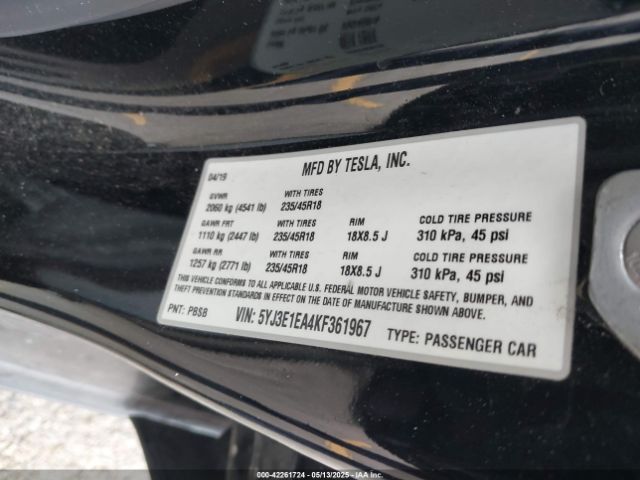 MFD BY TESLA, INC.
04/19
GVWR WITH TIRES
2060 kg (4541 lb) 235/45R18
GAWR FRT WITH TIRES RIM COLD TIRE PRESSURE
1110 kg (2447 lb) 235/45R18 18X8.5 J 310 kPa, 45 psi
GAWR RR WITH TIRES RIM COLD TIRE PRESSURE
1257 kg (2771 lb) 235/45R18 18X8.5 J 310 kPa, 45 psi
THIS VEHICLE CONFORMS TO ALL APPLICABLE U.S. FEDERAL MOTOR VEHICLE SAFETY, BUMPER, AND
THEFT PREVENTION STANDARDS IN EFFECT ON THE DATE OF MANUFACTURE SHOWN ABOVE.
PNT: PBSB VIN: 5YJ3E1EA4KF361967 TYPE: PASSENGER CAR
000-42261724 - 05/13/2025 - IAAI.COM - COPYRIGHT IAA, LLC.